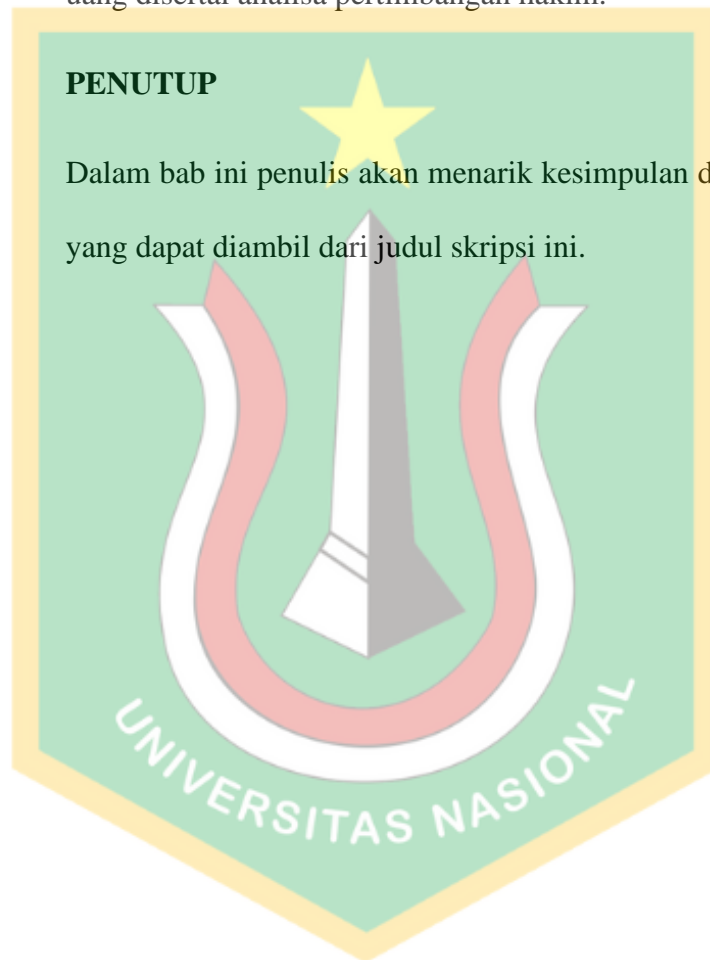 uang disertai analisa pertimbangan hakim.
PENUTUP
Dalam bab ini penulis akan menarik kesimpulan
yang dapat diambil dari judul skripsi ini.
UNIVERSITAS NASIONAL